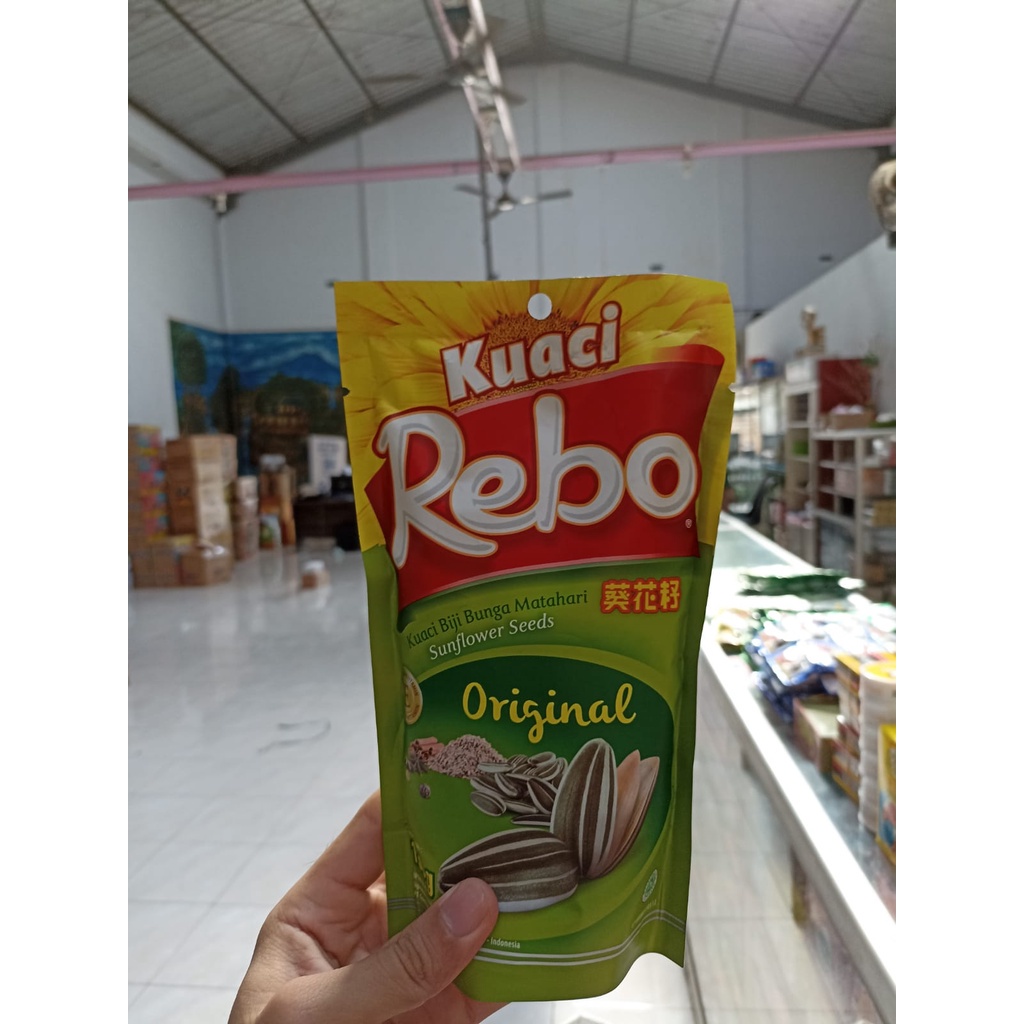 Kuaci
Rebo
®
葵花籽
Kuaci Biji Bunga Matahari
Sunflower Seeds
Original
Indonesia